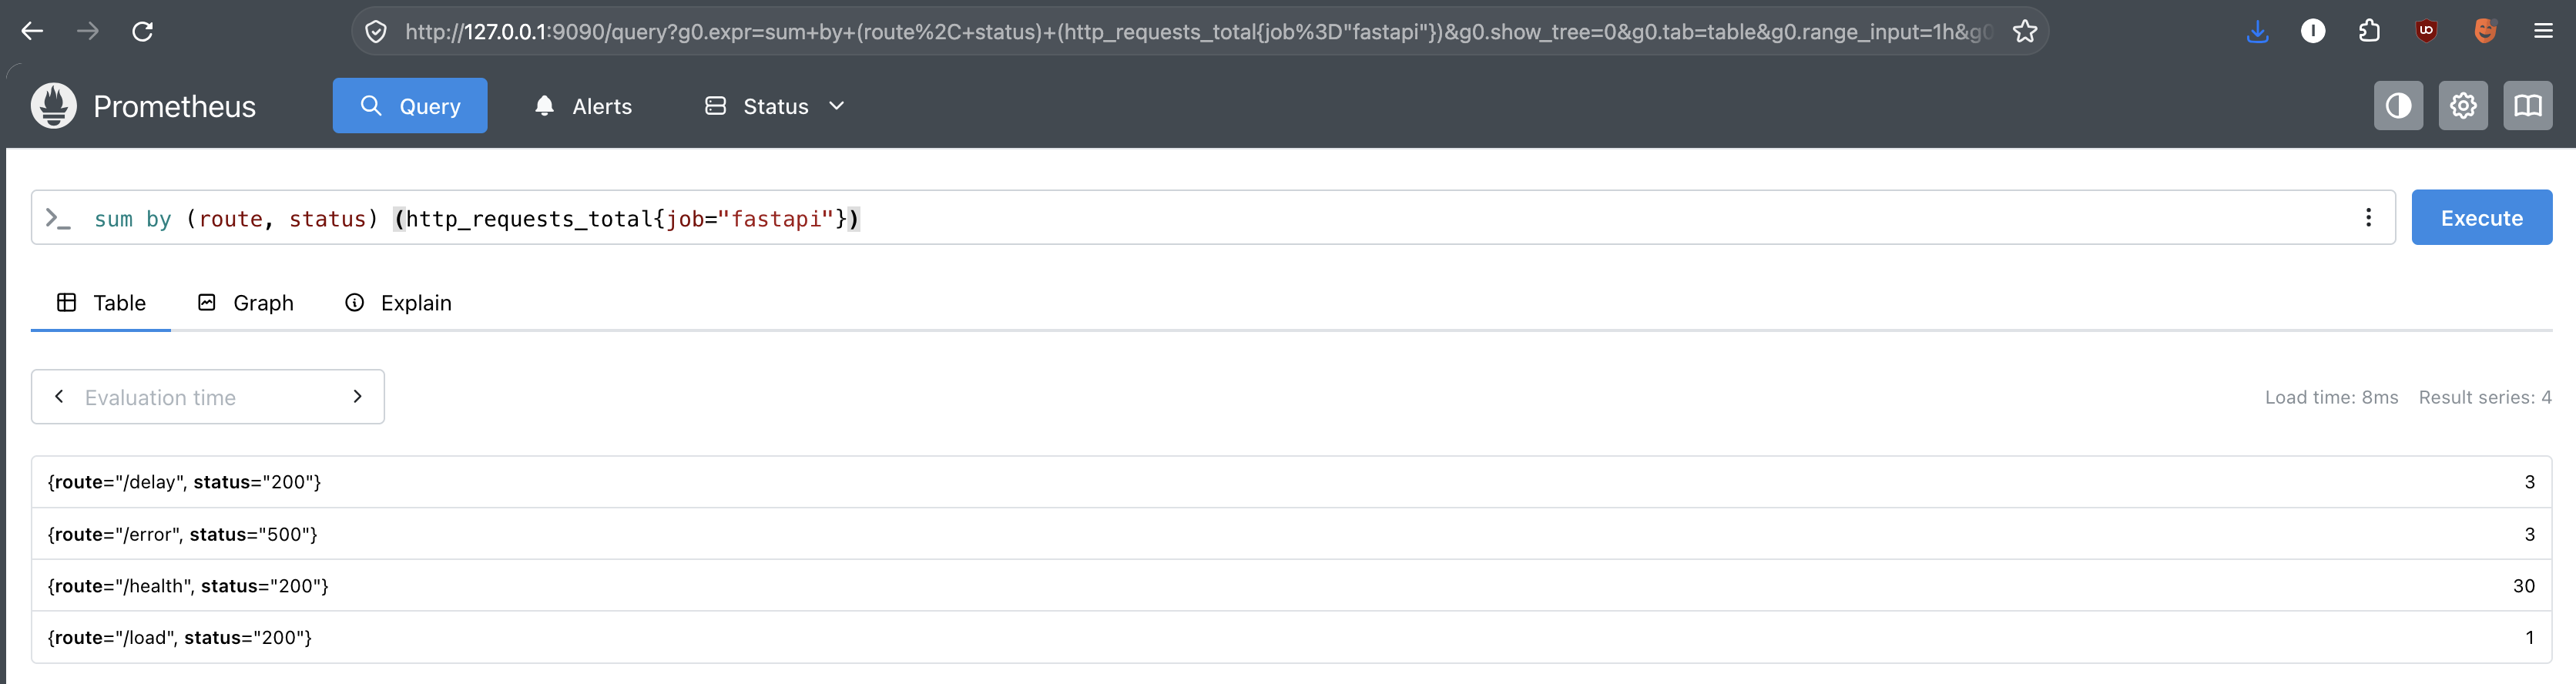 http://127.0.0.1:9090/query?g0.expr=sum+by+(route%2C+status)+(http_requests_total{job%3D"fastapi"})&g0.show_tree=0&g0.tab=table&g0.range_input=1h&g0
Prometheus Query Alerts Status
>_ sum by (route, status) (http_requests_total{job="fastapi"}) Execute
Table Graph Explain
Evaluation time Load time: 8ms Result series: 4
{route="/delay", status="200"} 3
{route="/error", status="500"} 3
{route="/health", status="200"} 30
{route="/load", status="200"} 1